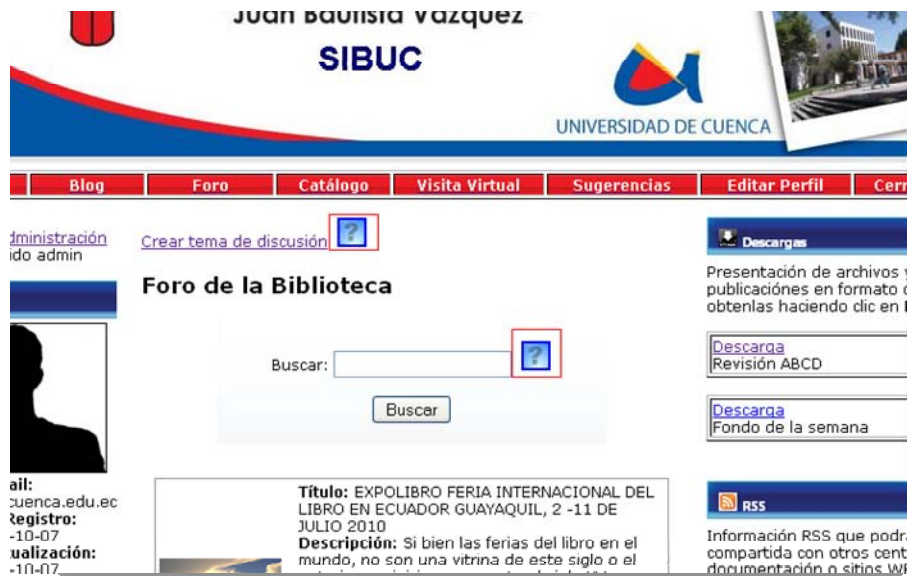 Juan Bautista Vázquez
SIBUC
UNIVERSIDAD DE CUENCA
Blog
Foro
Catálogo
Visita Virtual
Sugerencias
Editar Perfil
Cerr
dministración
ido admin
Crear tema de discusión
Foro de la Biblioteca
Buscar:
Buscar
Título: EXPOLIBRO FERIA INTERNACIONAL DEL
LIBRO EN ECUADOR GUAYAQUIL, 2 -11 DE
JULIO 2010
Descripción: Si bien las ferias del libro en el
mundo, no son una vitrina de este siglo o el
ail:
cuenca.edu.ec
Registro:
-10-07
ualización:
-10-07
Descargas
Presentación de archivos y
publicaciónes en formato
obtenlas haciendo clic en
Descarga
Revisión ABCD
Descarga
Fondo de la semana
RSS
Información RSS que podr
compartida con otros cent
documentación o sitios WE